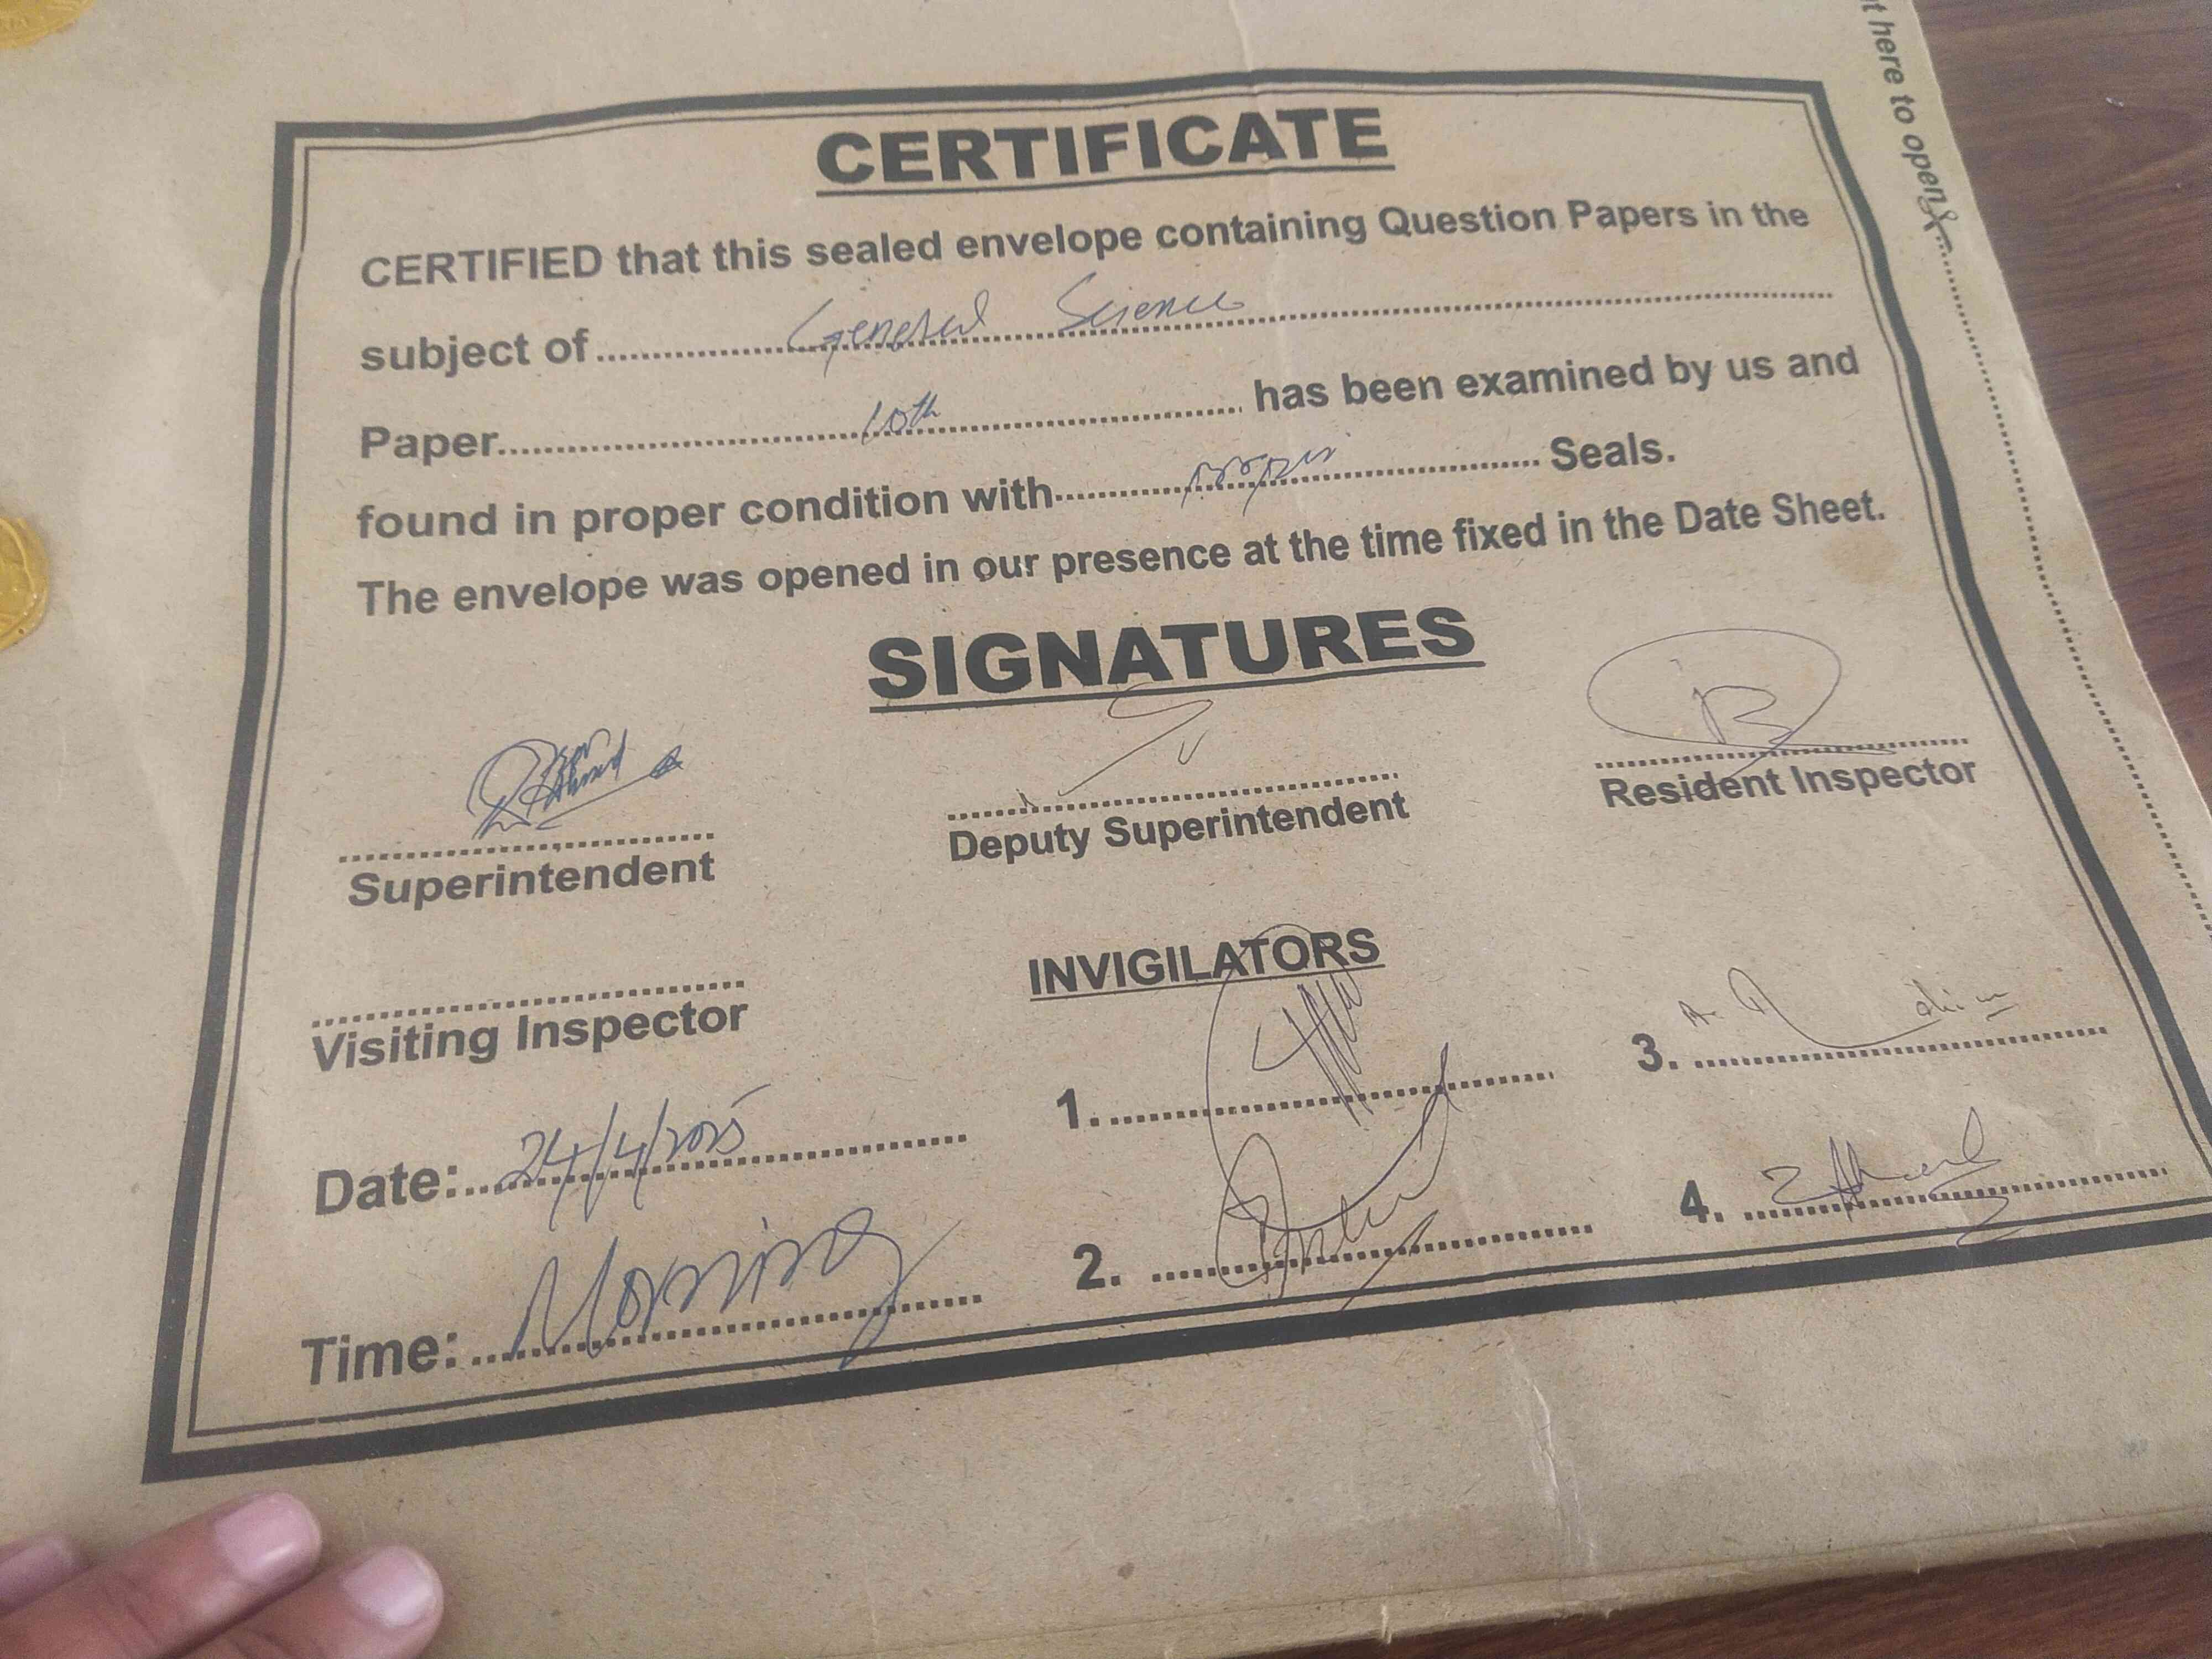 CERTIFICATE
CERTIFIED that this sealed envelope containing Question Papers in the
subject of General Science
Paper 10th has been examined by us and
found in proper condition with proper Seals.
The envelope was opened in our presence at the time fixed in the Date Sheet.
SIGNATURES
Superintendent
Deputy Superintendent
Resident Inspector
Visiting Inspector
INVIGILATORS
1.
2.
3.
4.
Date: 24/4/2025
Time: Morning
here to open